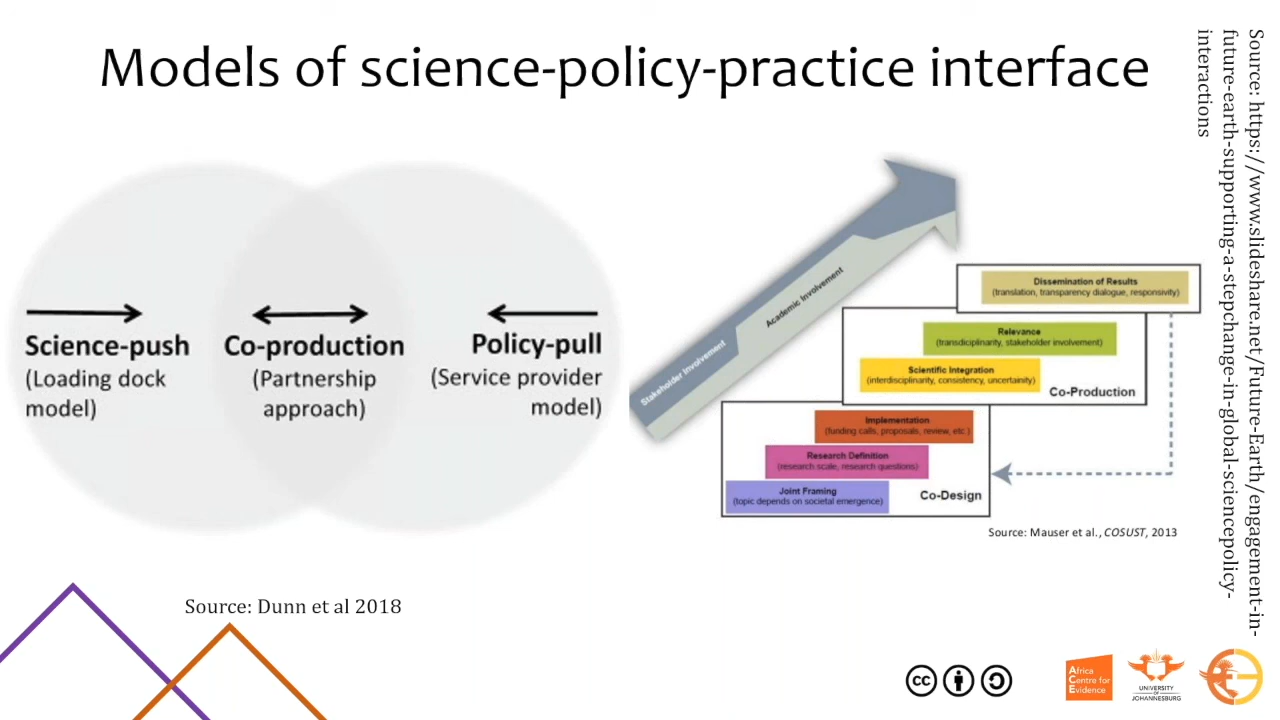 Models of science-policy-practice interface
Science-push
(Loading dock
model)
Co-production
(Partnership
approach)
Policy-pull
(Service provider
model)
Source: Dunn et al 2018
Stakeholder Involvement
Academic Involvement
Dissemination of Results
(translation, transparency dialogue, responsivity)
Relevance
(transdiciplinarity, stakeholder involvement)
Scientific Integration
(interdisciplinarity, consistency, uncertainity)
Co-Production
Implementation
(funding calls, proposals, review, etc.)
Research Definition
(research scale, research questions)
Joint Framing
(topic depends on societal emergence)
Co-Design
Source: Mauser et al., COSUST, 2013
Source: https://www.slideshare.net/Future-Earth/engagement-in-
future-earth-supporting-a-stepchange-in-global-sciencepolicy-
interactions
cc
Africa
Centre for
Evidence
UNIVERSITY
OF
JOHANNESBURG